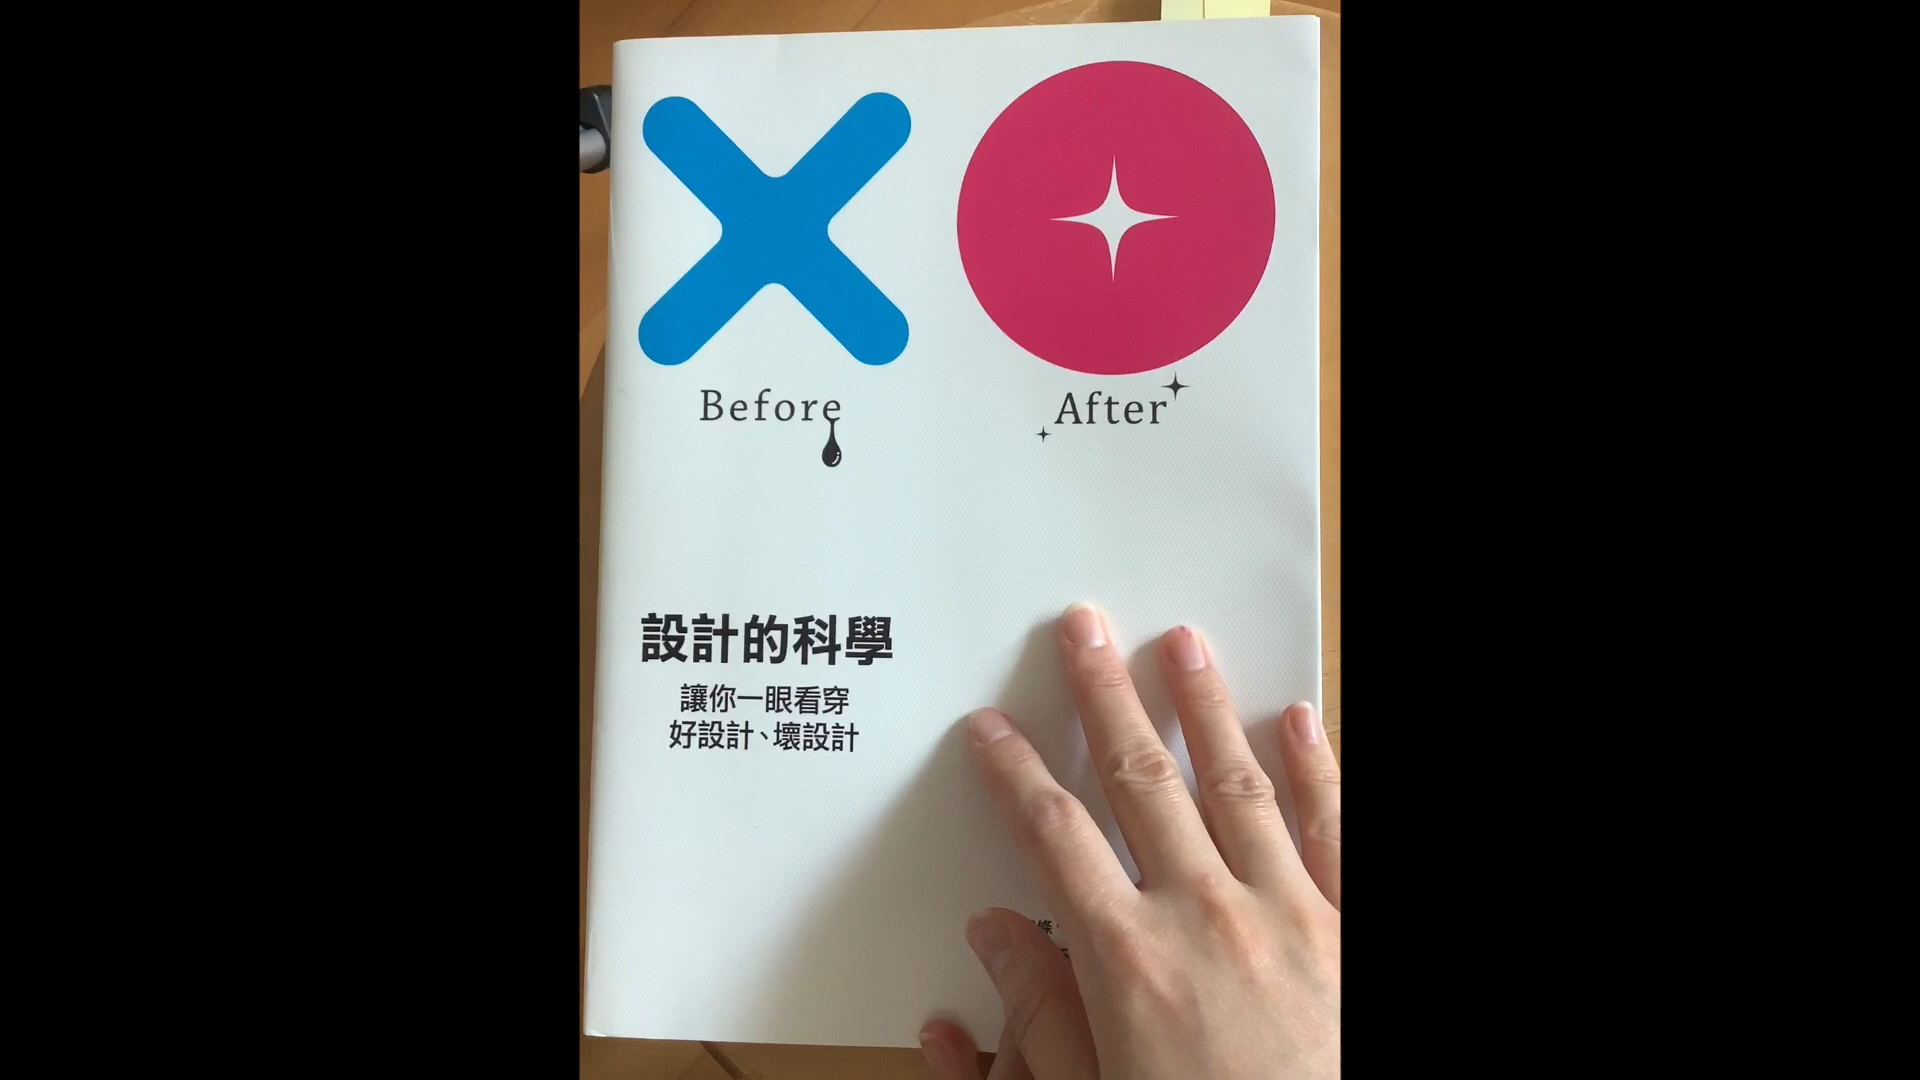 Before
After
設計的科學
讓你一眼看穿
好設計、壞設計
條